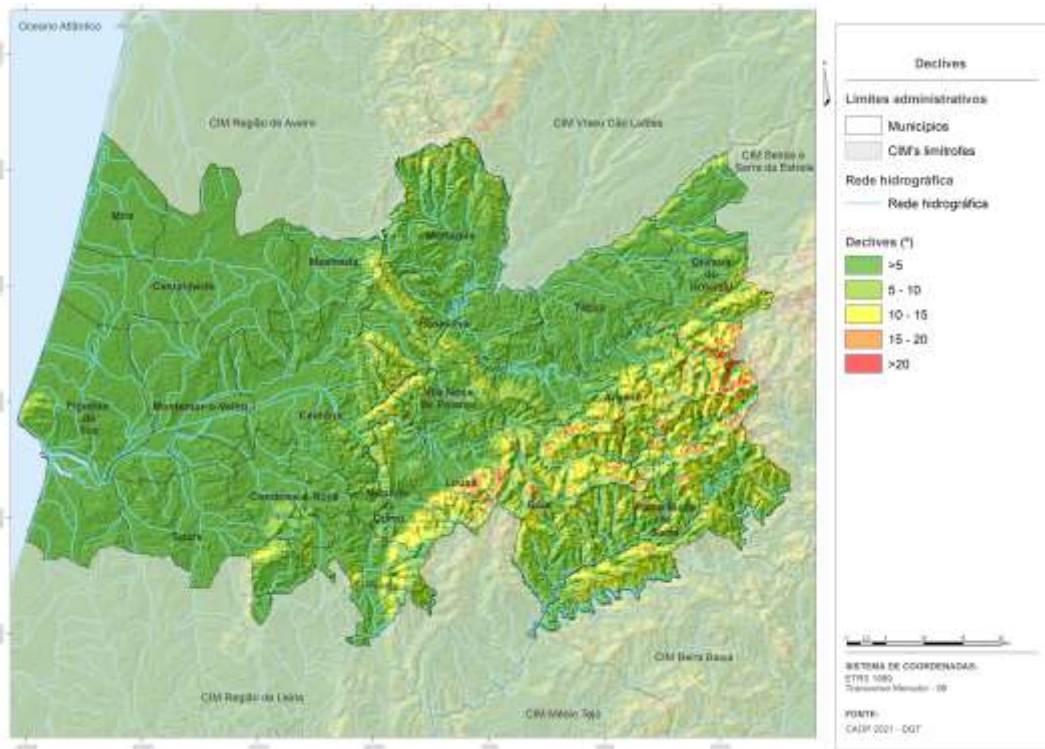 Oceano Atlântico
CIM Região de Aveiro
CIM Viseu Dão Lafões
CIM Beiras e
Serra da Estrela
Mira
Mortágua
Mealhada
Cantanhede
Oliveira
do
Hospital
Tábua
Penacova
Arganil
Vila Nova
de Poiares
Figueira
da
Foz
Montemor-o-Velho
Coimbra
Lousã
Condeixa-a-Nova
Miranda
do
Corvo
Góis
Pampilhosa
da
Serra
Soure
CIM Beira Baixa
CIM Região de Leiria
CIM Médio Tejo
Declives
Limites administrativos
Municípios
CIM's limítrofes
Rede hidrográfica
Rede hidrográfica
Declives (º)
>5
5 - 10
10 - 15
15 - 20
>20
SISTEMA DE COORDENADAS:
ETRS 1989
Transverse Mercator - 06
FONTE:
CAOP 2021 - DGT